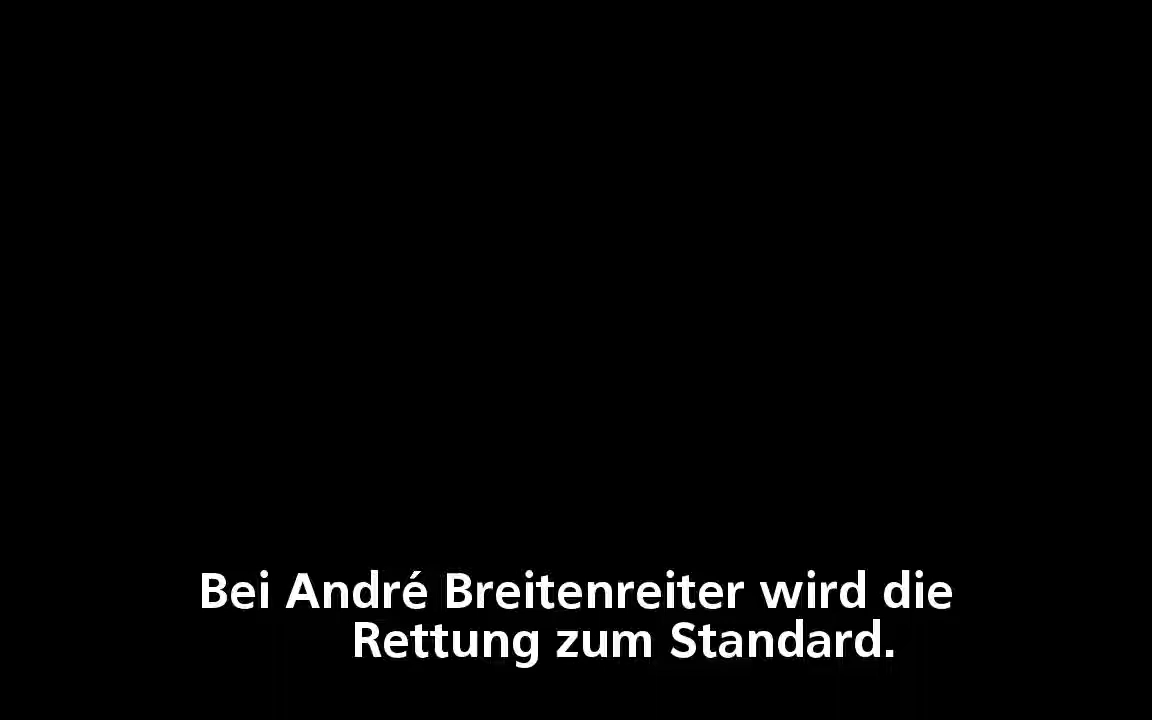 Bei André Breitenreiter wird die
Rettung zum Standard.